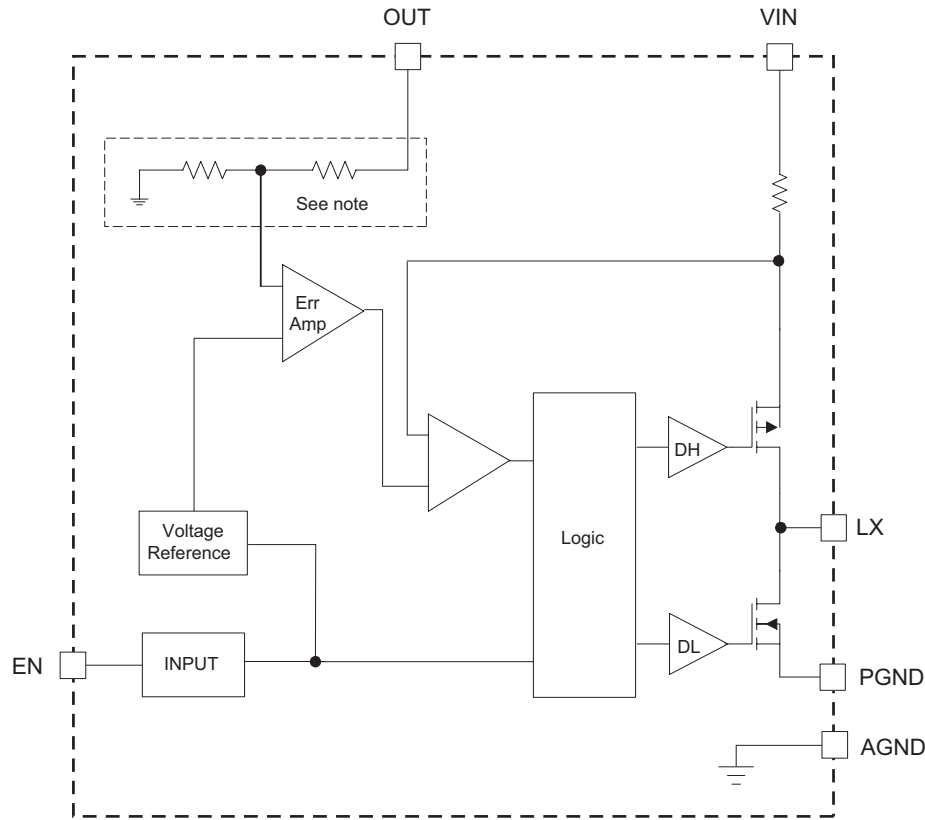 OUT
VIN
See note
Err
Amp
DH
Voltage
Reference
Logic
LX
EN
INPUT
DL
PGND
AGND